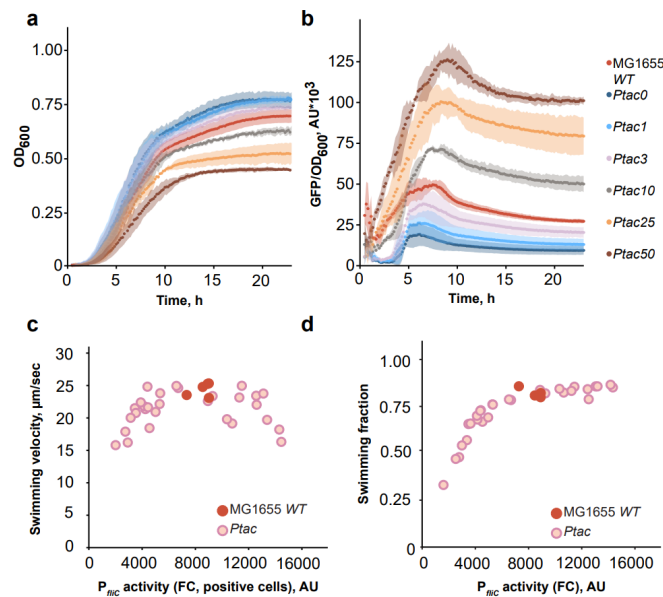 a
OD600
1.00
0.75
0.50
0.25
0
0
5
10
15
20
Time, h
b
GFP/OD600, AU*10³
125
100
75
50
25
0
0
5
10
15
20
Time, h
MG1655
WT
Ptac0
Ptac1
Ptac3
Ptac10
Ptac25
Ptac50
c
Swimming velocity, µm/sec
30
25
20
15
10
5
0
0
4000
8000
12000
16000
MG1655 WT
Ptac
PfliC activity (FC, positive cells), AU
d
Swimming fraction
1.00
0.75
0.50
0.25
0
4000
8000
12000
16000
MG1655 WT
Ptac
PfliC activity (FC), AU